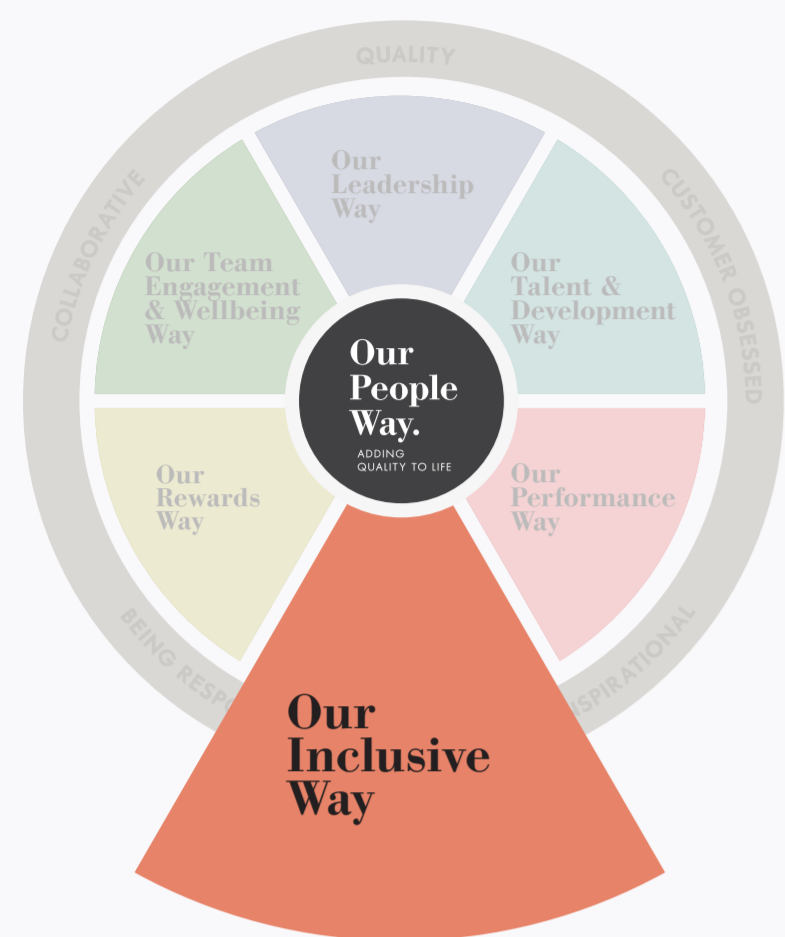 QUALITY
COLLABORATIVE
CUSTOMER OBSESSED
Our
Leadership
Way
Our Team
Engagement
& Wellbeing
Way
Our
Talent &
Development
Way
Our
People
Way.
ADDING
QUALITY TO LIFE
Our
Rewards
Way
Our
Performance
Way
BEING
Our
Inclusive
Way